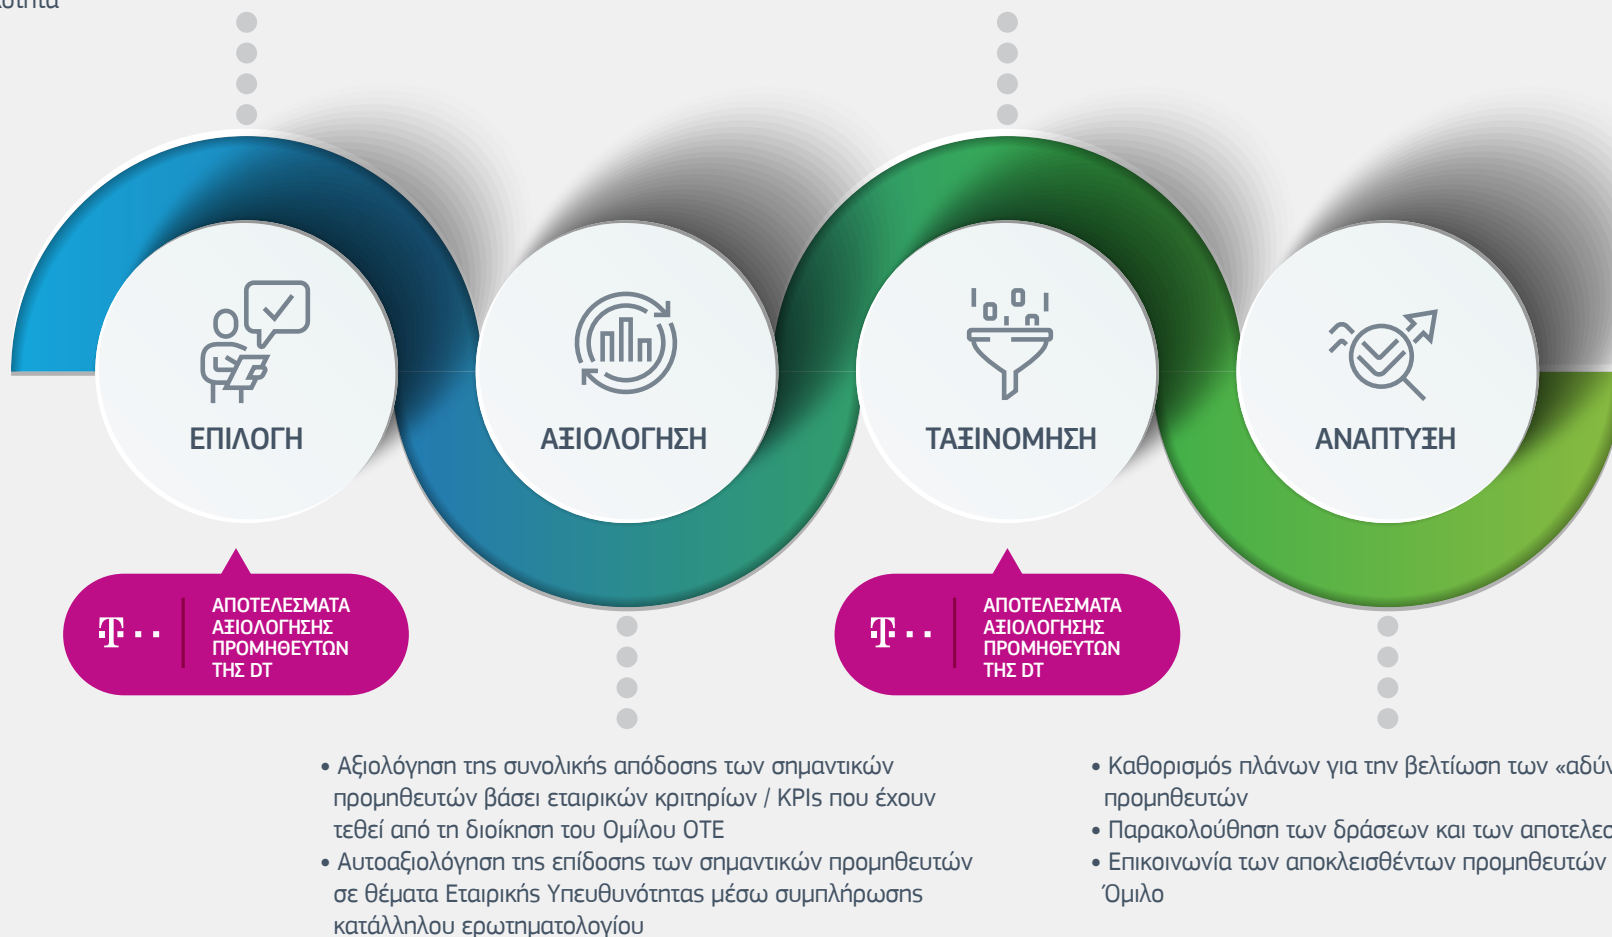 ΕΠΙΛΟΓΗ
ΑΞΙΟΛΟΓΗΣΗ
ΤΑΞΙΝΟΜΗΣΗ
ΑΝΑΠΤΥΞΗ
T
ΑΠΟΤΕΛΕΣΜΑΤΑ
ΑΞΙΟΛΟΓΗΣΗΣ
ΠΡΟΜΗΘΕΥΤΩΝ
ΤΗΣ DT
T
ΑΠΟΤΕΛΕΣΜΑΤΑ
ΑΞΙΟΛΟΓΗΣΗΣ
ΠΡΟΜΗΘΕΥΤΩΝ
ΤΗΣ DT
• Αξιολόγηση της συνολικής απόδοσης των σημαντικών
προμηθευτών βάσει εταιρικών κριτηρίων / KPIs που έχουν
τεθεί από τη διοίκηση του Ομίλου ΟΤΕ
• Αυτοαξιολόγηση της επίδοσης των σημαντικών προμηθευτών
σε θέματα Εταιρικής Υπευθυνότητας μέσω συμπλήρωσης
κατάλληλου ερωτηματολογίου
• Καθορισμός πλάνων για την βελτίωση των
προμηθευτών
• Παρακολούθηση των δράσεων και των
• Επικοινωνία των αποκλεισθέντων προμηθευτών
Όμιλο